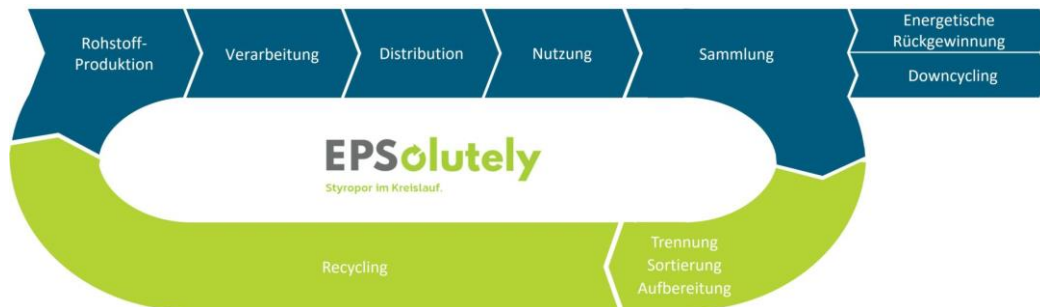 Rohstoff-
Produktion
Verarbeitung
Distribution
Nutzung
Sammlung
Energetische
Rückgewinnung
Downcycling
EPSolutely
Styropor im Kreislauf.
Trennung
Sortierung
Aufbereitung
Recycling